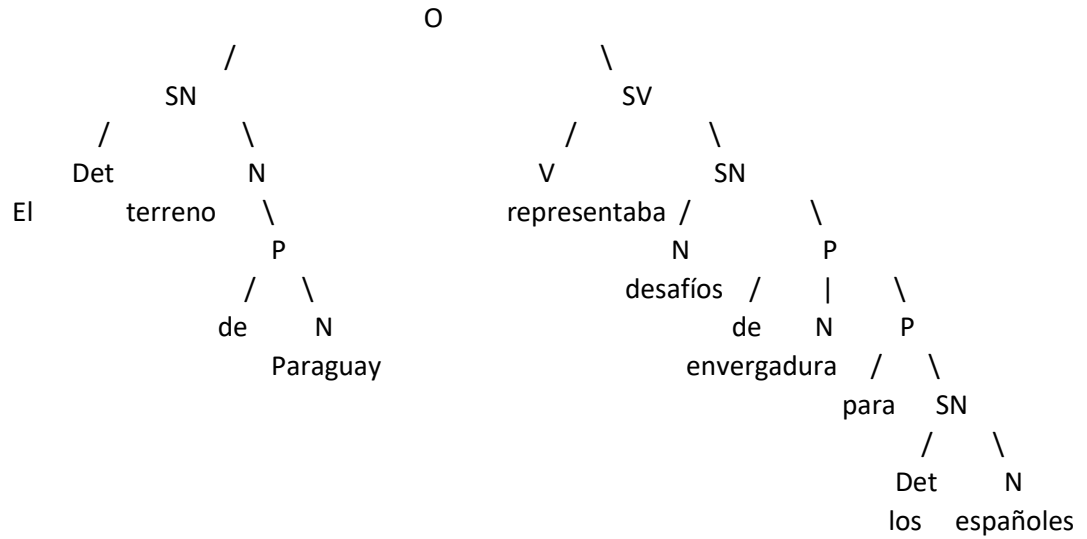 O
/ \
SN SV
/ \ / \
Det N V SN
El terreno \ representaba / \
P N P
/ \ desafíos / | \
de N de N P
Paraguay envergadura / \
para SN
/ \
Det N
los españoles